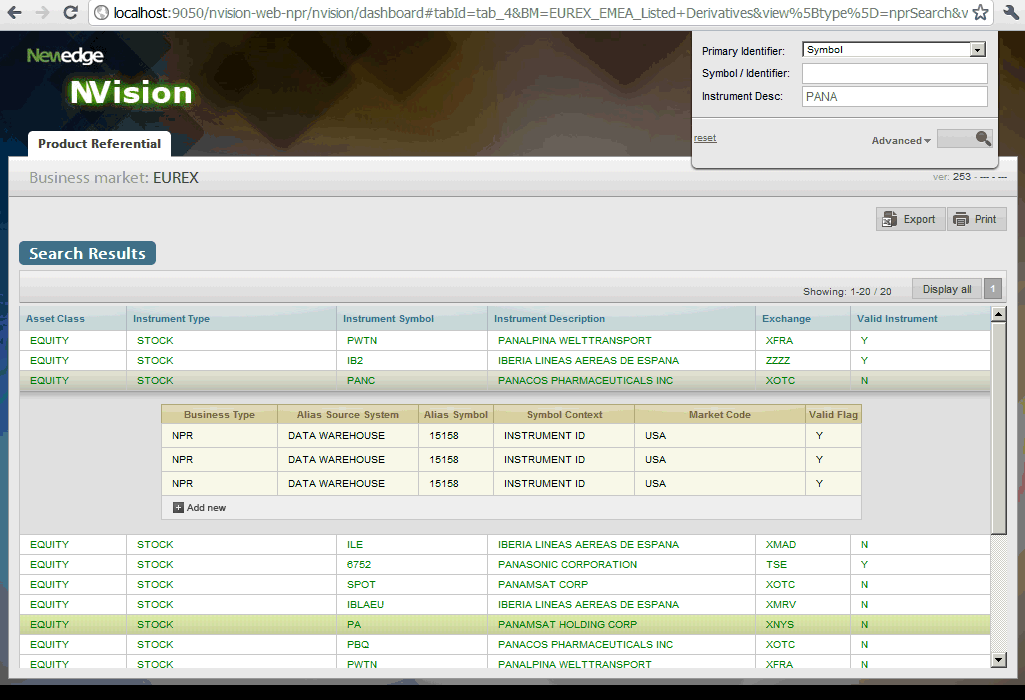 localhost:9050/nvision-web-npr/nvision/dashboard#tabId=tab_4&BM=EUREX_EMEA_Listed+Derivatives&view%5Btype%5D=nprSearch&v
Newedge
NVision
Primary Identifier: Symbol
Symbol / Identifier:
Instrument Desc: PANA
reset Advanced
Product Referential
Business market: EUREX
ver: 253 - --- - ---
Export Print
Search Results
Showing: 1-20 / 20 Display all 1
Asset Class Instrument Type Instrument Symbol Instrument Description Exchange Valid Instrument
EQUITY STOCK PWTN PANALPINA WELTTRANSPORT XFRA Y
EQUITY STOCK IB2 IBERIA LINEAS AEREAS DE ESPANA ZZZZ Y
EQUITY STOCK PANC PANACOS PHARMACEUTICALS INC XOTC N
Business Type Alias Source System Alias Symbol Symbol Context Market Code Valid Flag
NPR DATA WAREHOUSE 15158 INSTRUMENT ID USA Y
NPR DATA WAREHOUSE 15158 INSTRUMENT ID USA Y
NPR DATA WAREHOUSE 15158 INSTRUMENT ID USA Y
Add new
EQUITY STOCK ILE IBERIA LINEAS AEREAS DE ESPANA XMAD N
EQUITY STOCK 6752 PANASONIC CORPORATION TSE Y
EQUITY STOCK SPOT PANAMSAT CORP XOTC N
EQUITY STOCK IBLAEU IBERIA LINEAS AEREAS DE ESPANA XMRV N
EQUITY STOCK PA PANAMSAT HOLDING CORP XNYS N
EQUITY STOCK PBQ PANACOS PHARMACEUTICALS INC XOTC N
EQUITY STOCK PWTN PANALPINA WELTTRANSPORT XFRA N